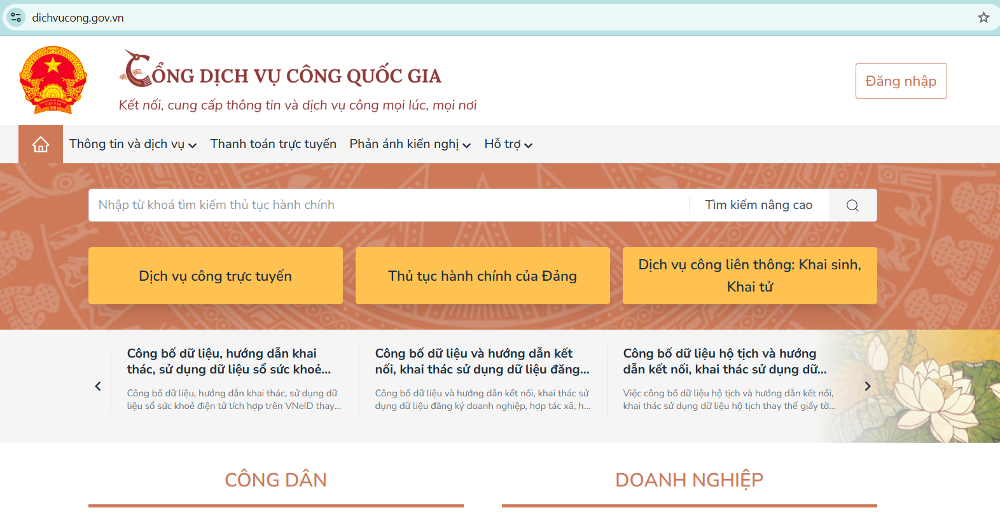 dichvucong.gov.vn
CỔNG DỊCH VỤ CÔNG QUỐC GIA
Kết nối, cung cấp thông tin và dịch vụ công mọi lúc, mọi nơi
Đăng nhập
Thông tin và dịch vụ
Thanh toán trực tuyến
Phản ánh kiến nghị
Hỗ trợ
Nhập từ khoá tìm kiếm thủ tục hành chính
Tìm kiếm nâng cao
Dịch vụ công trực tuyến
Thủ tục hành chính của Đảng
Dịch vụ công liên thông: Khai sinh,
Khai tử
Công bố dữ liệu, hướng dẫn khai
thác, sử dụng dữ liệu sổ sức khoẻ...
Công bố dữ liệu, hướng dẫn khai thác, sử dụng dữ
liệu sổ sức khoẻ điện tử tích hợp trên VNeID thay...
Công bố dữ liệu và hướng dẫn kết
nối, khai thác sử dụng dữ liệu đăng...
Công bố dữ liệu và hướng dẫn kết nối, khai thác sử
dụng dữ liệu đăng ký doanh nghiệp, hợp tác xã, h...
Công bố dữ liệu hộ tịch và hướng
dẫn kết nối, khai thác sử dụng dữ...
Việc công bố dữ liệu hộ tịch và hướng dẫn kết nối,
khai thác sử dụng dữ liệu hộ tịch thay thế giấy tờ...
CÔNG DÂN
DOANH NGHIỆP